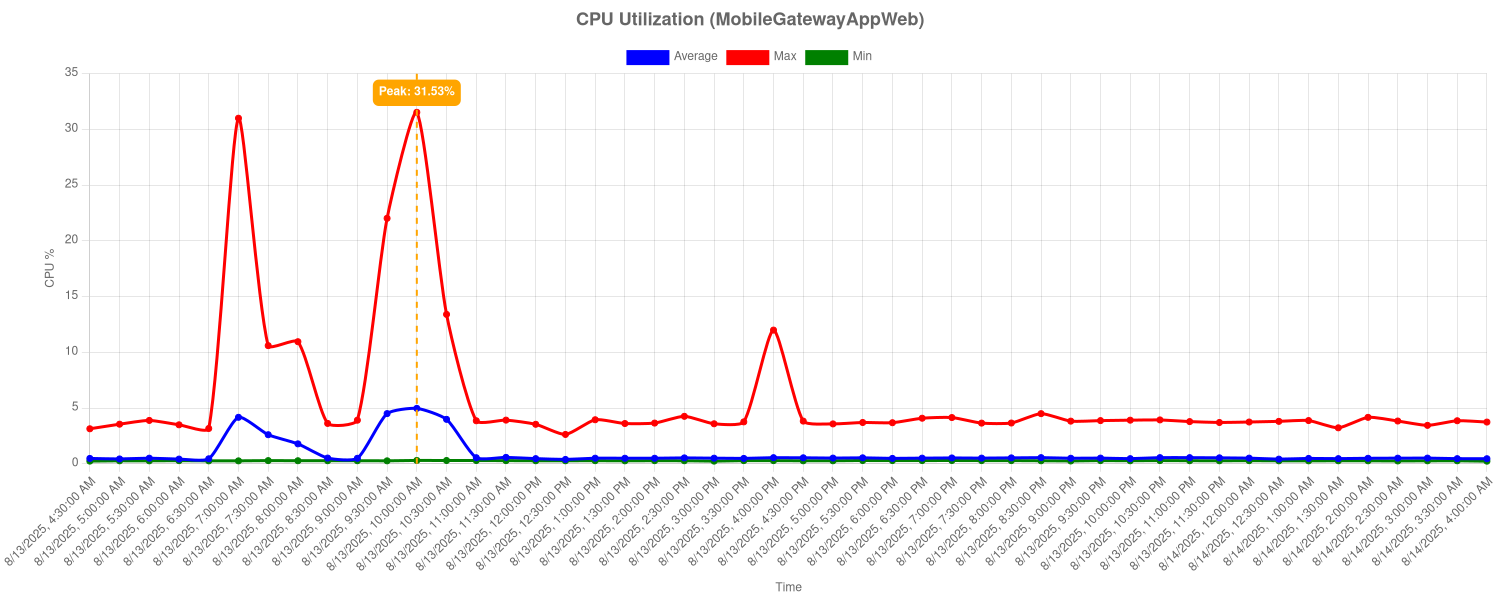 CPU Utilization (MobileGatewayAppWeb)
Average
Max
Min
Peak: 31.53%
35
30
25
20
15
10
5
0
CPU %
8/13/2025, 4:30:00 AM
8/13/2025, 5:00:00 AM
8/13/2025, 5:30:00 AM
8/13/2025, 6:00:00 AM
8/13/2025, 6:30:00 AM
8/13/2025, 7:00:00 AM
8/13/2025, 7:30:00 AM
8/13/2025, 8:00:00 AM
8/13/2025, 8:30:00 AM
8/13/2025, 9:00:00 AM
8/13/2025, 9:30:00 AM
8/13/2025, 10:00:00 AM
8/13/2025, 10:30:00 AM
8/13/2025, 11:00:00 AM
8/13/2025, 11:30:00 AM
8/13/2025, 12:00:00 PM
8/13/2025, 12:30:00 PM
8/13/2025, 1:00:00 PM
8/13/2025, 1:30:00 PM
8/13/2025, 2:00:00 PM
8/13/2025, 2:30:00 PM
8/13/2025, 3:00:00 PM
8/13/2025, 3:30:00 PM
8/13/2025, 4:00:00 PM
8/13/2025, 4:30:00 PM
8/13/2025, 5:00:00 PM
8/13/2025, 5:30:00 PM
8/13/2025, 6:00:00 PM
8/13/2025, 6:30:00 PM
8/13/2025, 7:00:00 PM
8/13/2025, 7:30:00 PM
8/13/2025, 8:00:00 PM
8/13/2025, 8:30:00 PM
8/13/2025, 9:00:00 PM
8/13/2025, 9:30:00 PM
8/13/2025, 10:00:00 PM
8/13/2025, 10:30:00 PM
8/13/2025, 11:00:00 PM
8/13/2025, 11:30:00 PM
8/14/2025, 12:00:00 AM
8/14/2025, 12:30:00 AM
8/14/2025, 1:00:00 AM
8/14/2025, 1:30:00 AM
8/14/2025, 2:00:00 AM
8/14/2025, 2:30:00 AM
8/14/2025, 3:00:00 AM
8/14/2025, 3:30:00 AM
8/14/2025, 4:00:00 AM
Time